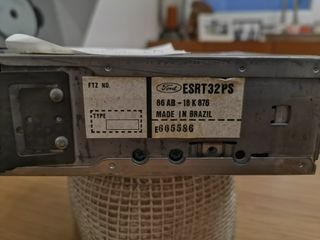 FTZ NO.
TYPE
Ford ESRT32PS
86 AB - 18 K 876
MADE IN BRAZIL
E605586